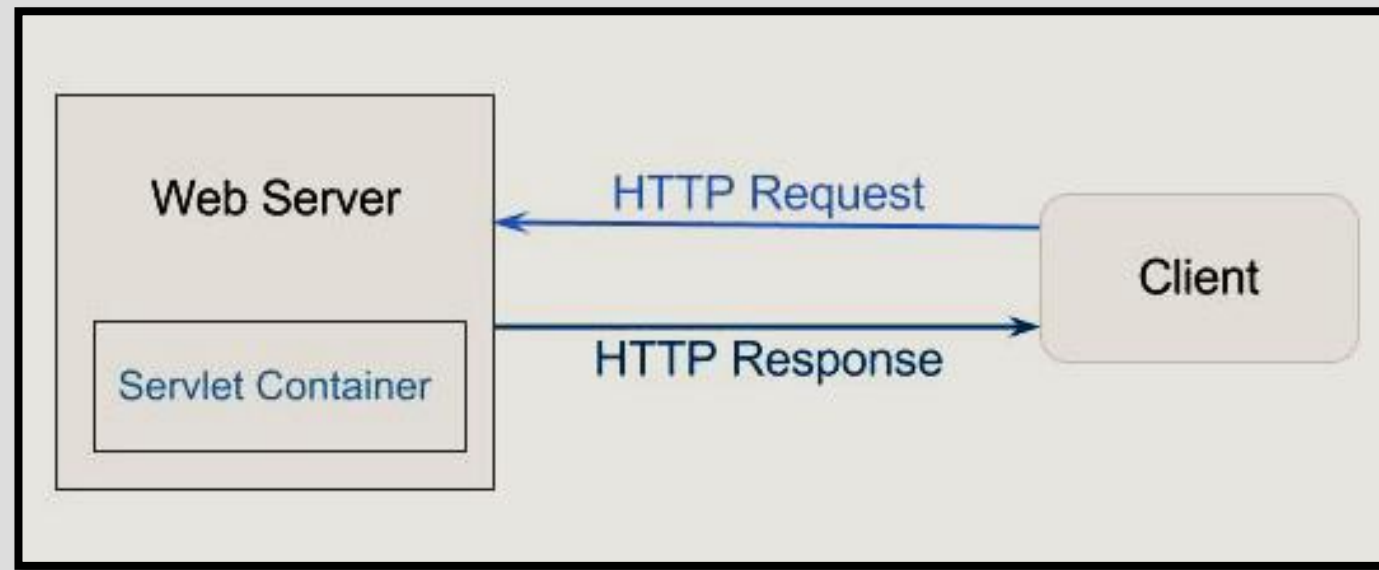 Web Server
HTTP Request
Client
HTTP Response
Servlet Container